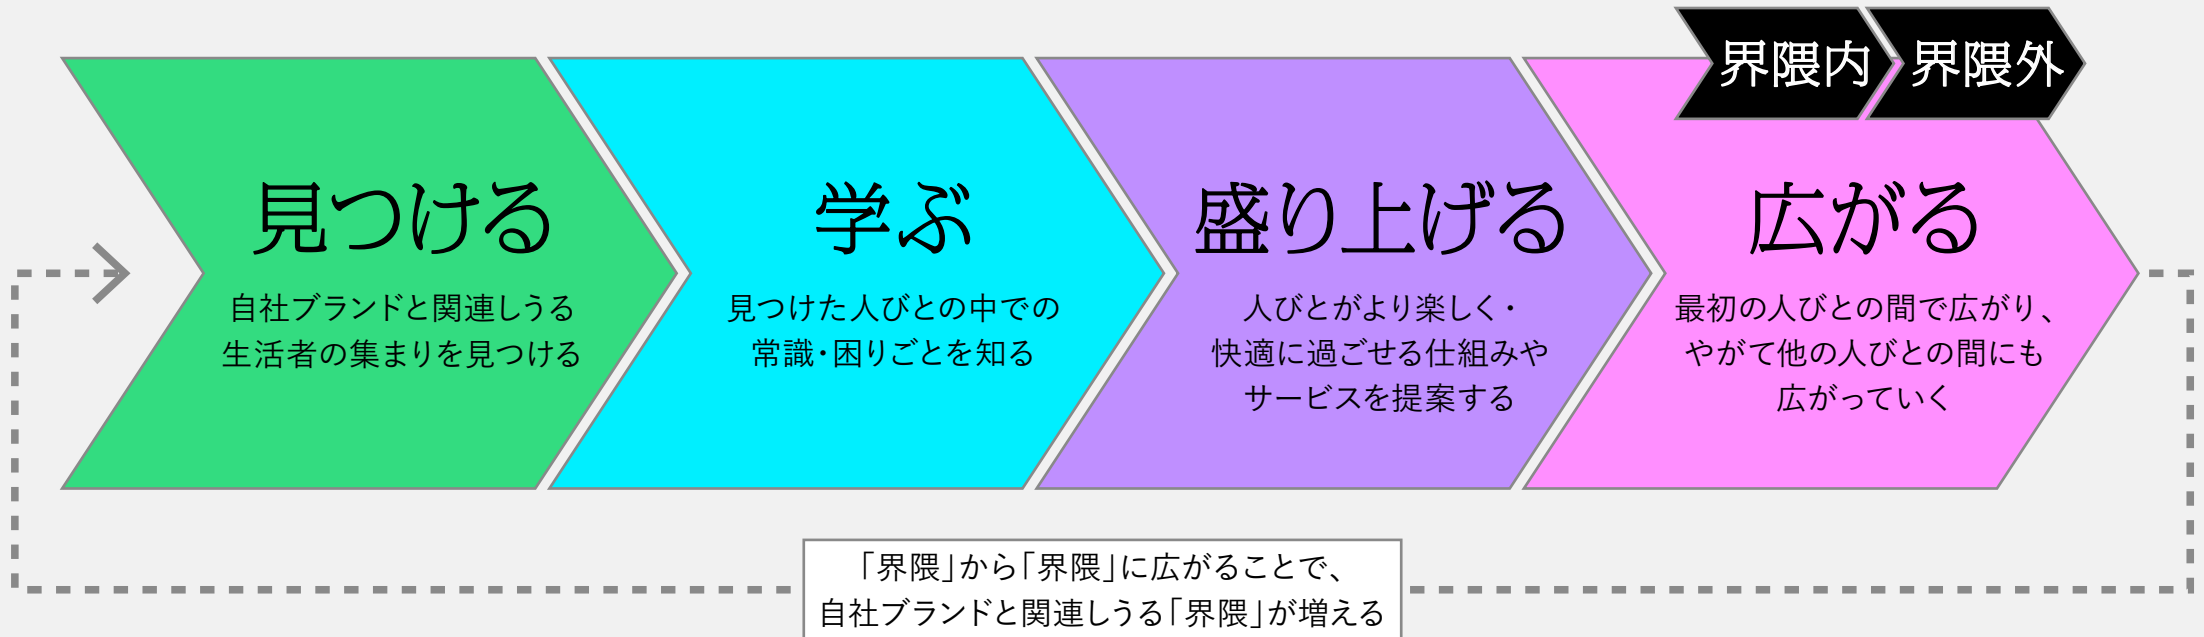 界隈内
界隈外
見つける
自社ブランドと関連しうる
生活者の集まりを見つける
学ぶ
見つけた人びとの中での
常識・困りごとを知る
盛り上げる
人びとがより楽しく・
快適に過ごせる仕組みや
サービスを提案する
広がる
最初の人びとの間で広がり、
やがて他の人びとの間にも
広がっていく
「界隈」から「界隈」に広がることで、
自社ブランドと関連しうる「界隈」が増える